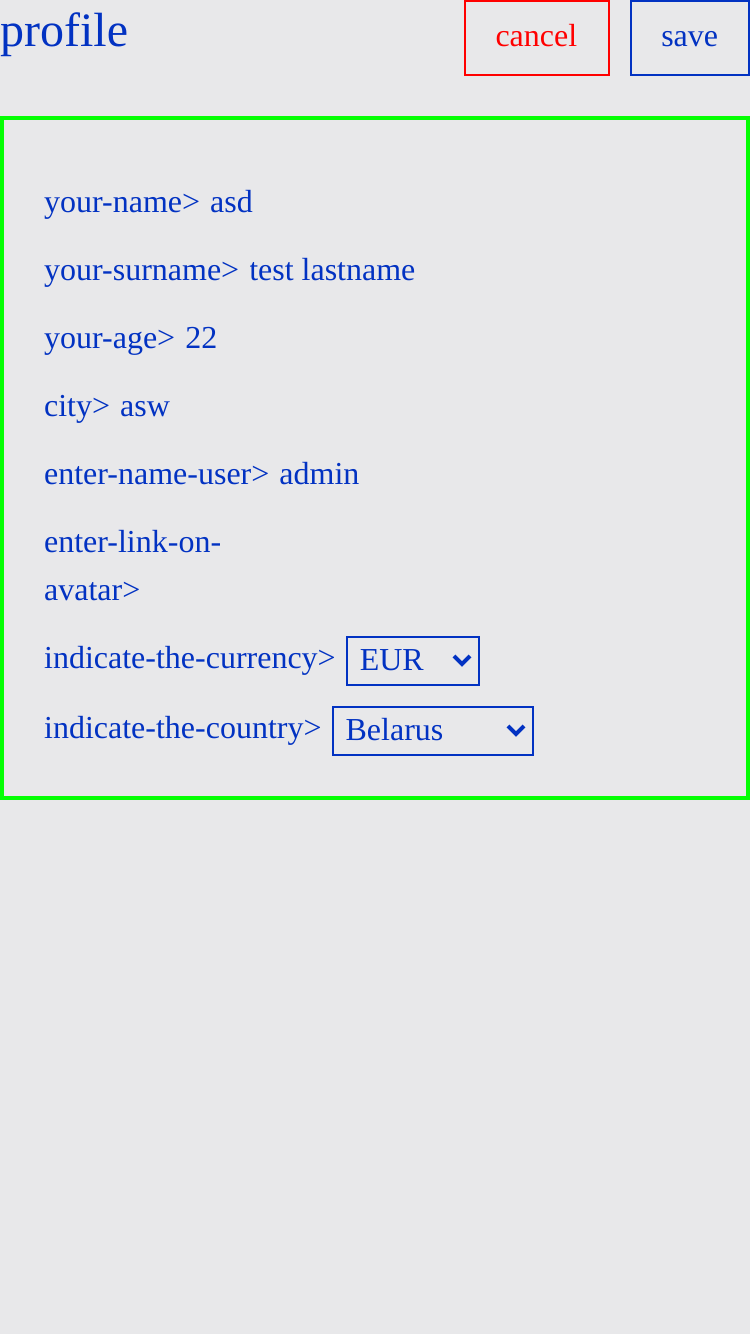 profile
cancel
save
your-name> asd
your-surname> test lastname
your-age> 22
city> asw
enter-name-user> admin
enter-link-on-
avatar>
indicate-the-currency> EUR
indicate-the-country> Belarus